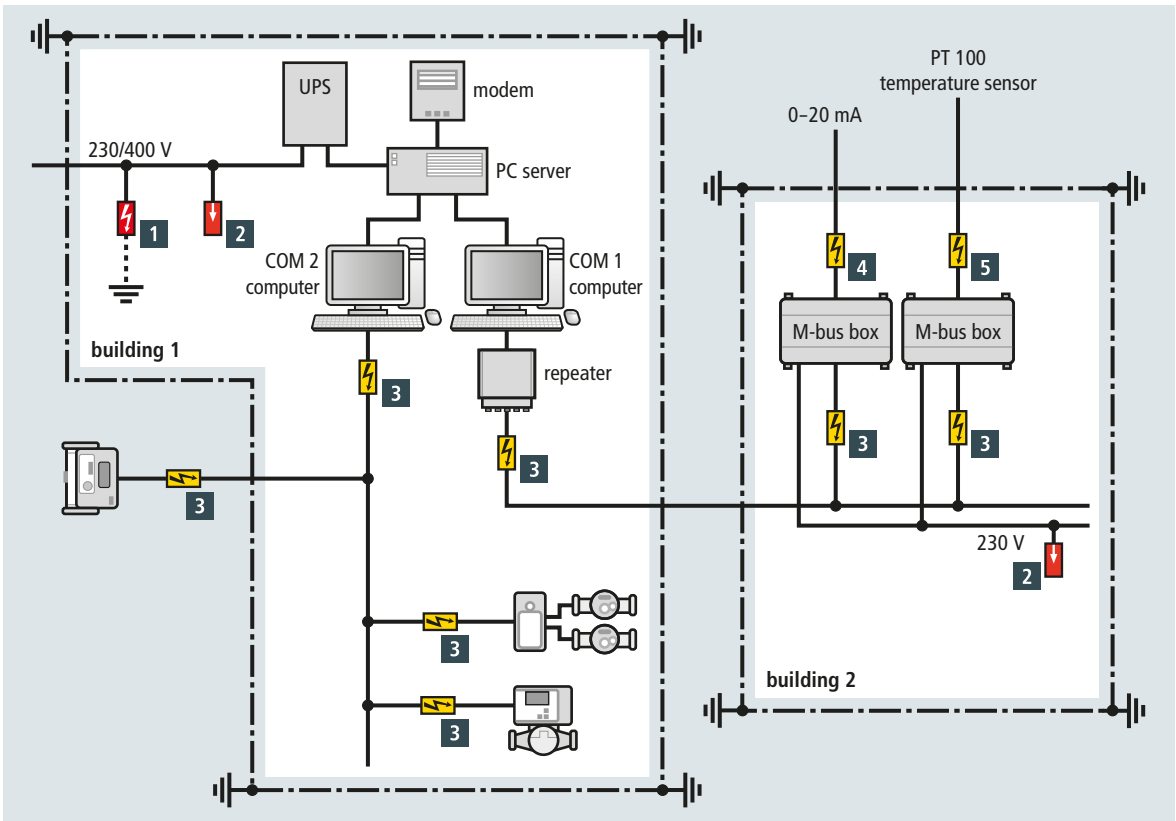 UPS
modem
PT 100
temperature sensor
0–20 mA
230/400 V
PC server
1
2
COM 2
computer
COM 1
computer
4
5
M-bus box
M-bus box
building 1
repeater
3
3
3
3
3
230 V
2
3
3
building 2